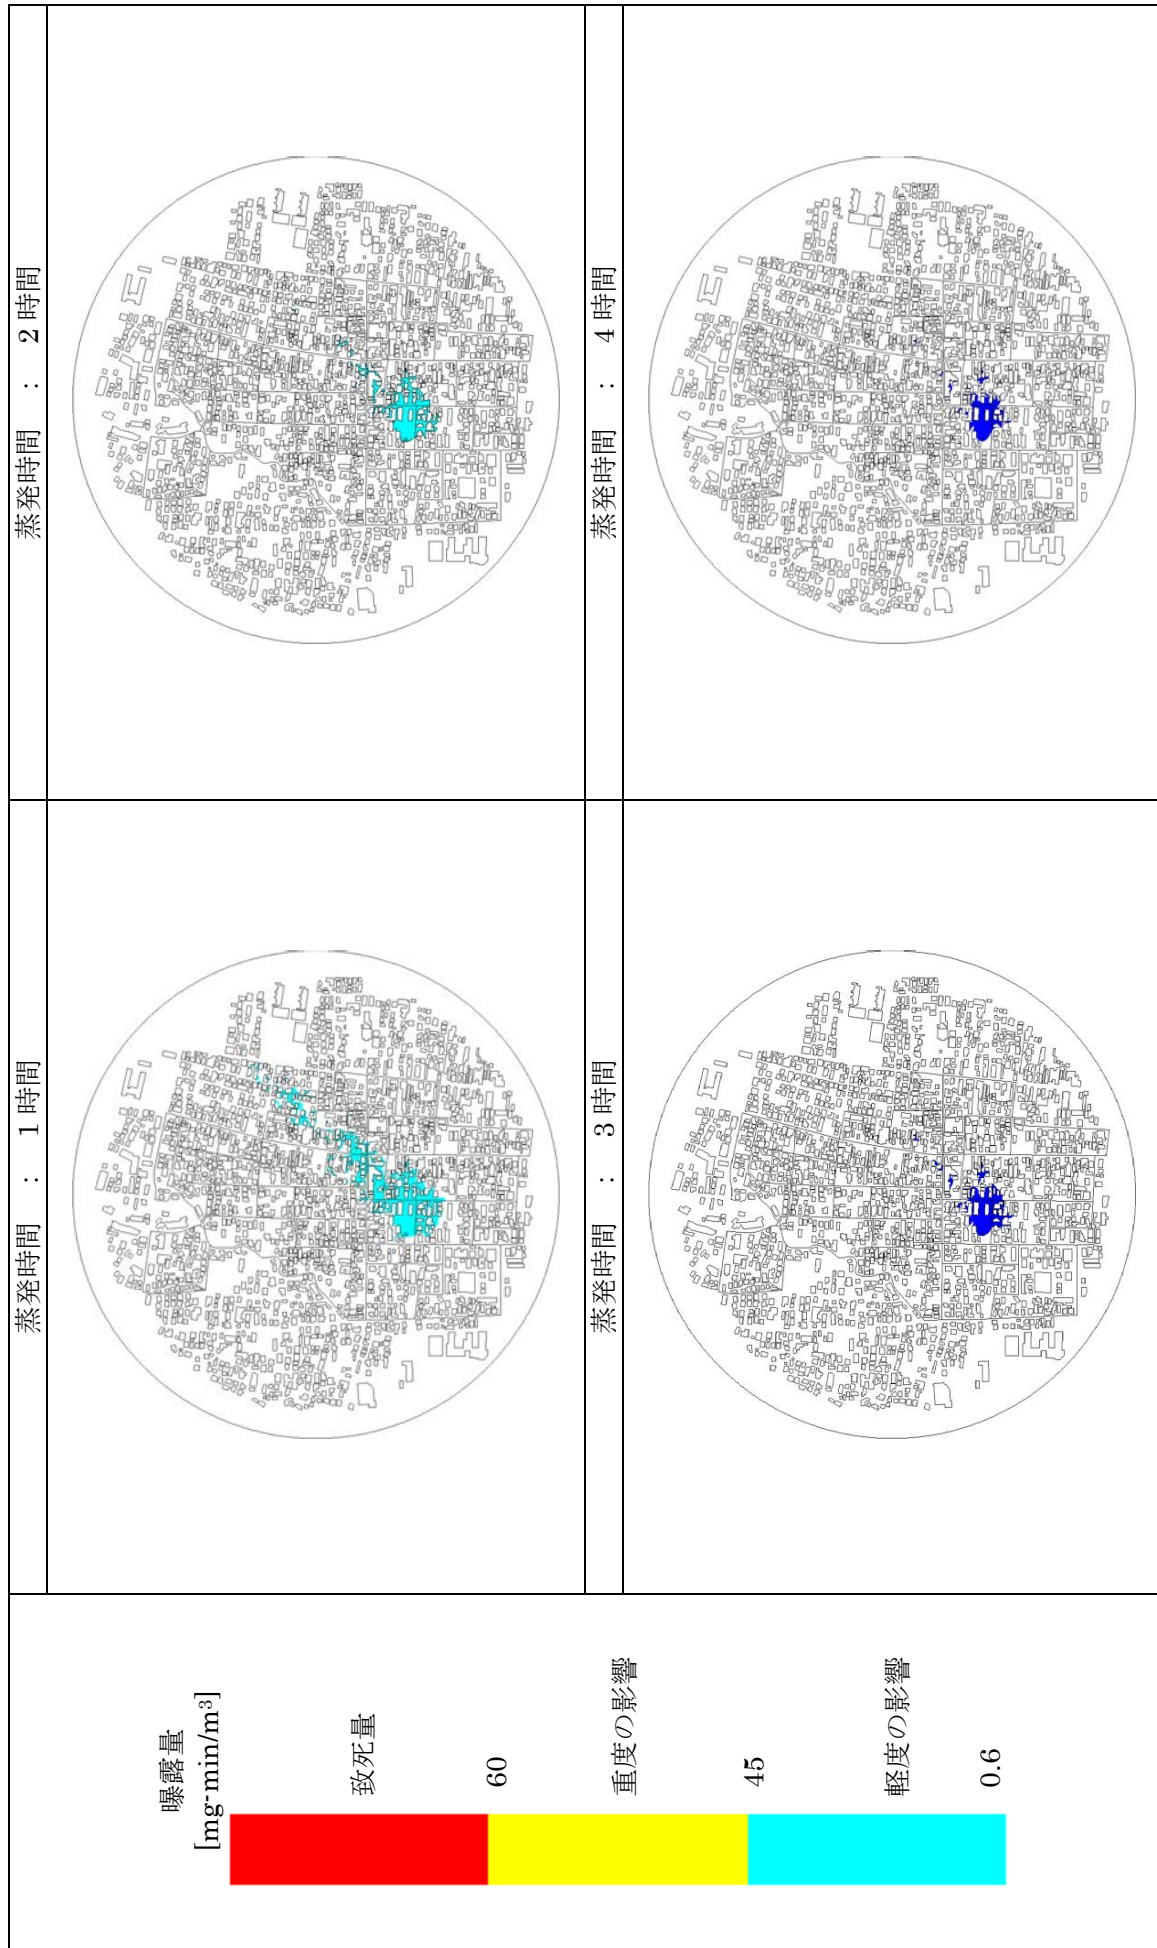 曝露量
[mg-min/m³]
致死量
60
重度の影響
45
軽度の影響
0.6
蒸発時間 : 1 時間
蒸発時間 : 2 時間
蒸発時間 : 3 時間
蒸発時間 : 4 時間